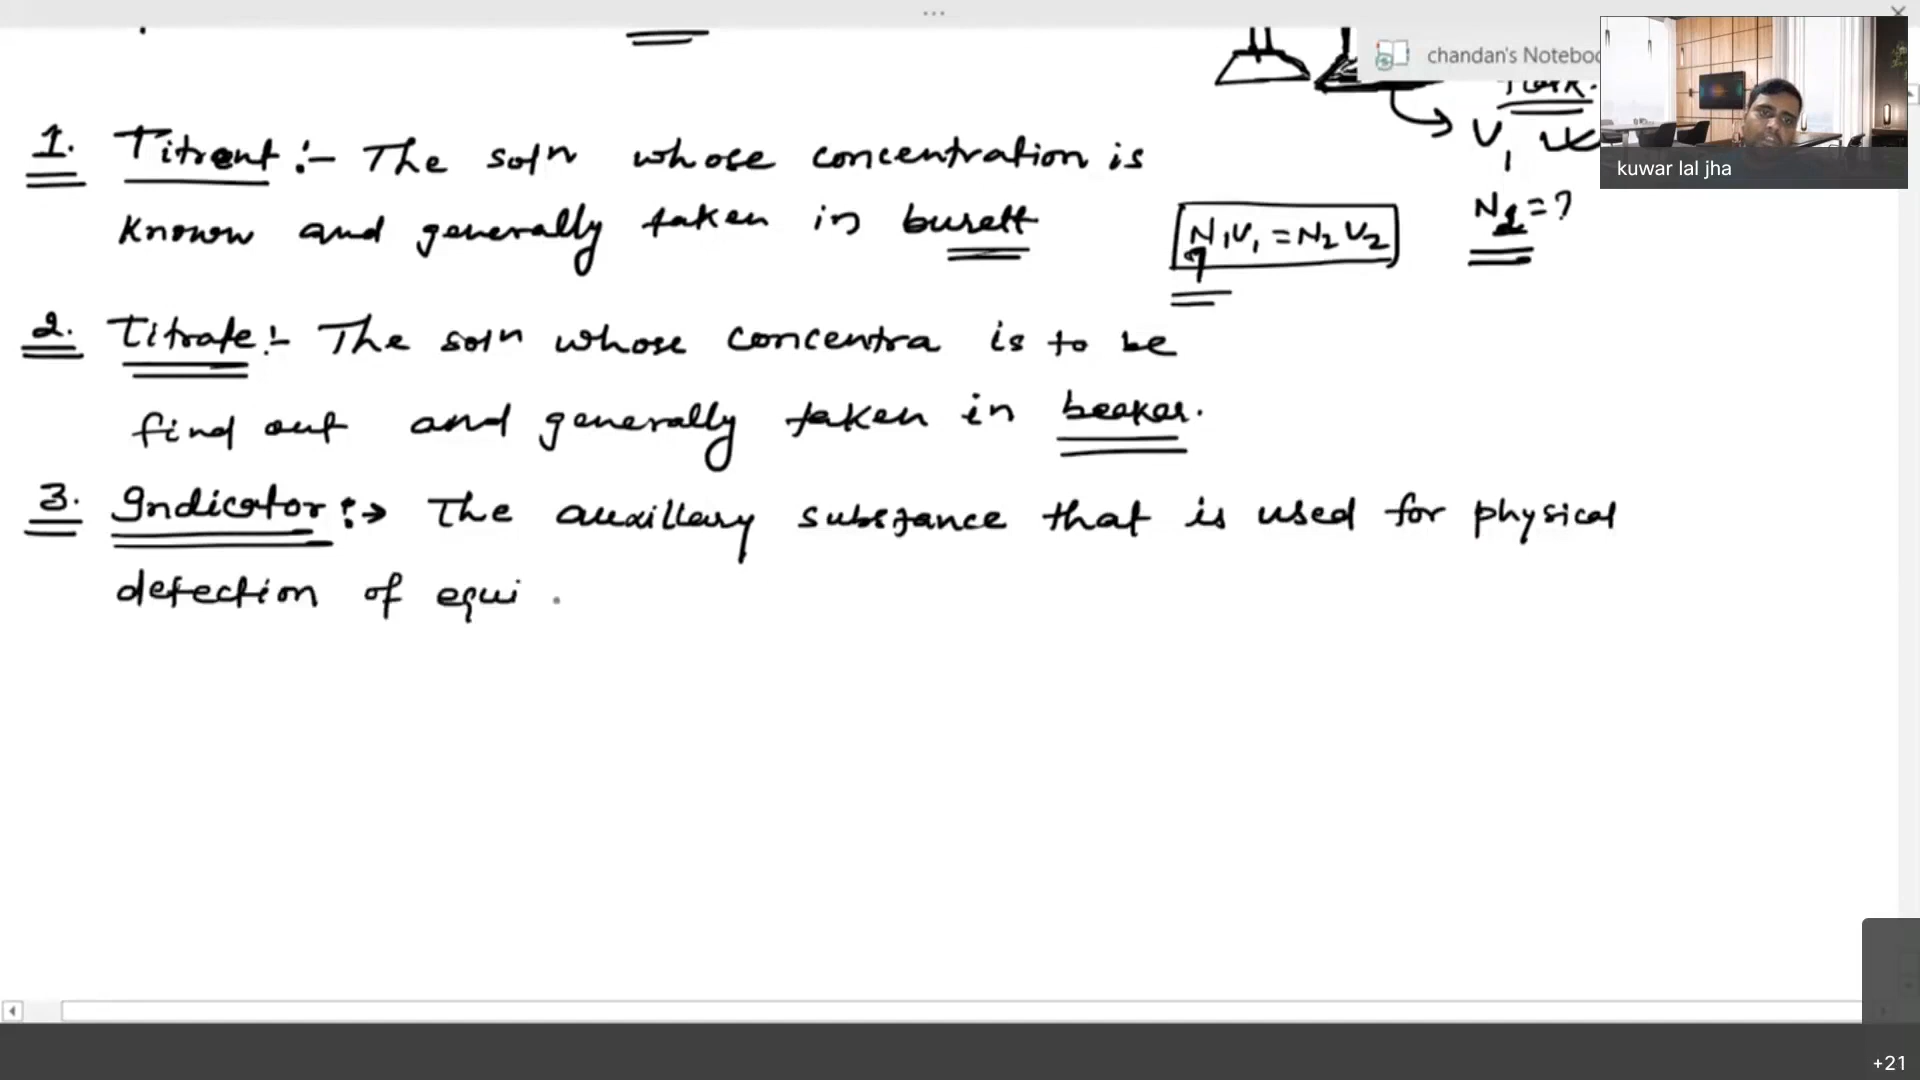 chandan's Notebo
kuwar lal jha
1. Titrent :- The soln whose concentration is
Known and generally taken in burett
V1
N1V1 = N2V2
N2 = ?
2. Titrate :- The soln whose concentra is to be
find out and generally taken in beaker.
3. Indicator :→ The auxillary substance that is used for physical
detection of equi
+21